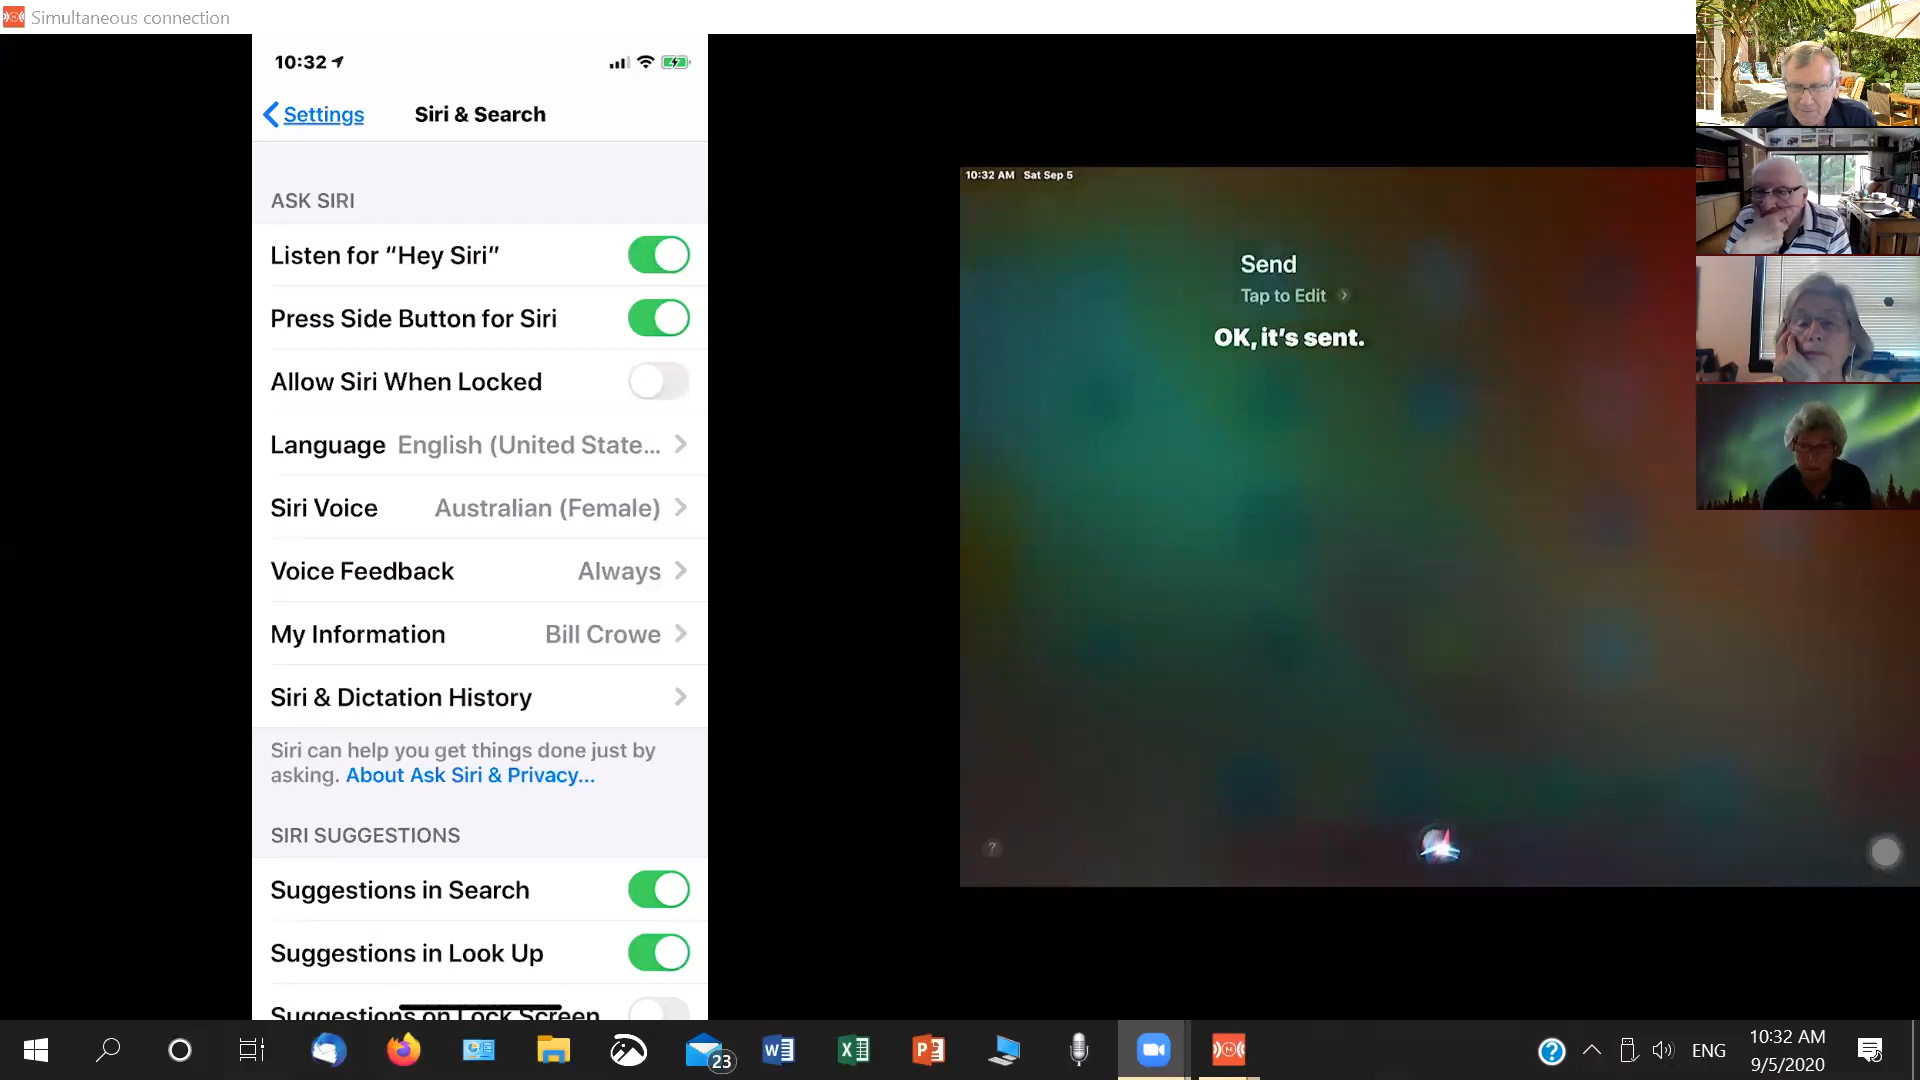 Simultaneous connection
10:32
Settings
Siri & Search
ASK SIRI
Listen for “Hey Siri”
Press Side Button for Siri
Allow Siri When Locked
Language English (United State...
Siri Voice Australian (Female)
Voice Feedback Always
My Information Bill Crowe
Siri & Dictation History
Siri can help you get things done just by
asking. About Ask Siri & Privacy...
SIRI SUGGESTIONS
Suggestions in Search
Suggestions in Look Up
Suggestions on Lock Screen
10:32 AM Sat Sep 5
Send
Tap to Edit
OK, it's sent.
?
23
ENG
10:32 AM
9/5/2020